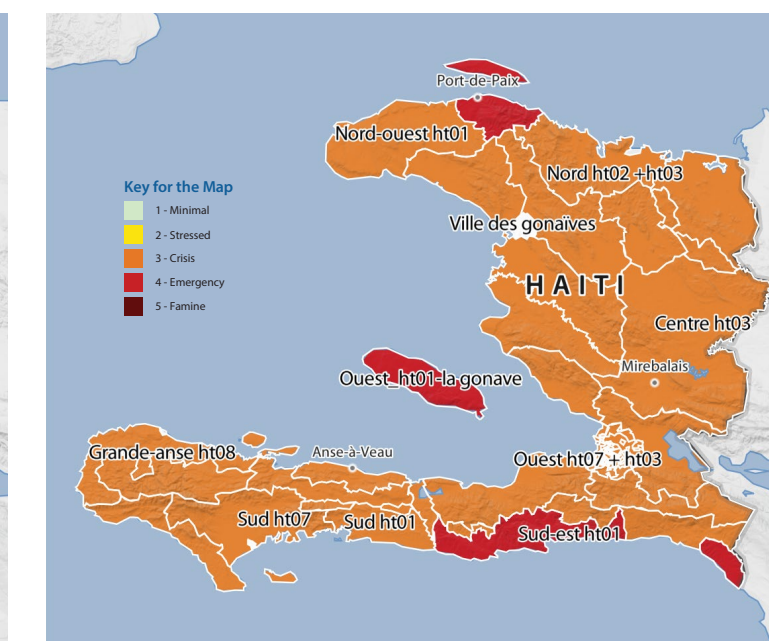 Port-de-Paix
Nord-ouest ht01
Nord ht02 +ht03
Key for the Map
1 - Minimal
2 - Stressed
3 - Crisis
4 - Emergency
5 - Famine
Ville des gonaïves
HAITI
Centre ht03
Mirebalais
Ouest_ht01-la gonave
Grande-anse ht08
Anse-à-Veau
Ouest ht07 + ht03
Sud ht07
Sud ht01
Sud-est ht01